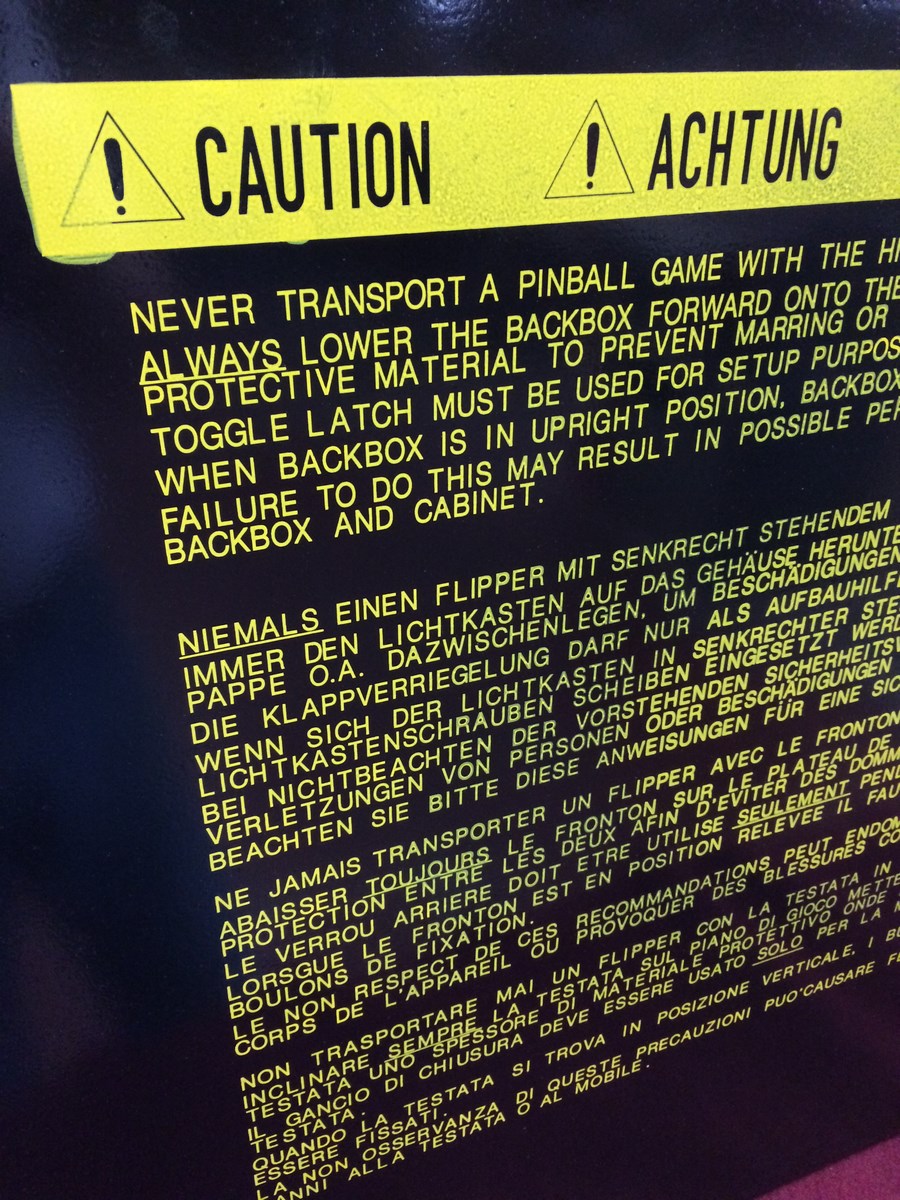 CAUTION ACHTUNG
NEVER TRANSPORT A PINBALL GAME WITH THE
ALWAYS LOWER THE BACKBOX FORWARD ONTO THE
PROTECTIVE MATERIAL TO PREVENT MARRING OR
TOGGLE LATCH MUST BE USED FOR SETUP
WHEN BACKBOX IS IN UPRIGHT POSITION, BACKBOX
FAILURE TO DO THIS MAY RESULT IN POSSIBLE
BACKBOX AND CABINET.
NIEMALS EINEN FLIPPER MIT SENKRECHT STEHENDEM
IMMER DEN LICHTKASTEN AUF DAS GEHÄUSE
PAPPE O.A. DAZWISCHENLEGEN, UM BESCHÄDIGUNGEN
DIE KLAPPVERRIEGELUNG DARF NUR ALS
WENN SICH DER LICHTKASTEN IN SENKRECHTER
LICHTKASTENSCHRAUBEN SCHEIBEN EINGESETZT
BEI NICHTBEACHTEN DER VORSTEHENDEN
VERLETZUNGEN VON PERSONEN ODER BESCHÄDIGUNGEN
BEACHTEN SIE BITTE DIESE ANWEISUNGEN FÜR EINE
NE JAMAIS TRANSPORTER UN FLIPPER AVEC LE FRONTON
ABAISSER TOUJOURS LE FRONTON SUR LE PLATEAU DE
PROTECTION ENTRE LES DEUX AFIN D'EVITER DES
LE VERROU ARRIERE DOIT ETRE UTILISE SEULEMENT
LORSGUE LE FRONTON EST EN POSITION RELEVEE IL
BOULONS DE FIXATION.
LE NON RESPECT DE CES RECOMMANDATIONS PEUT
CORPS DE L'APPAREIL OU PROVOQUER DES BLESSURES
NON TRASPORTARE MAI UN FLIPPER CON LA TESTATA IN
INCLINARE SEMPRE LA TESTATA SUL PIANO DI GIOCO
TESTATA UNO SPESSORE DI MATERIALE PROTETTIVO ONDE
IL GANCIO DI CHIUSURA DEVE ESSERE USATO SOLO PER LA
TESTATA.
QUANDO LA TESTATA SI TROVA IN POSIZIONE VERTICALE, I
ESSERE FISSATI.
LA NON OSSERVANZA DI QUESTE PRECAUZIONI PUO'CAUSARE
ALLA TESTATA O AL MOBILE.